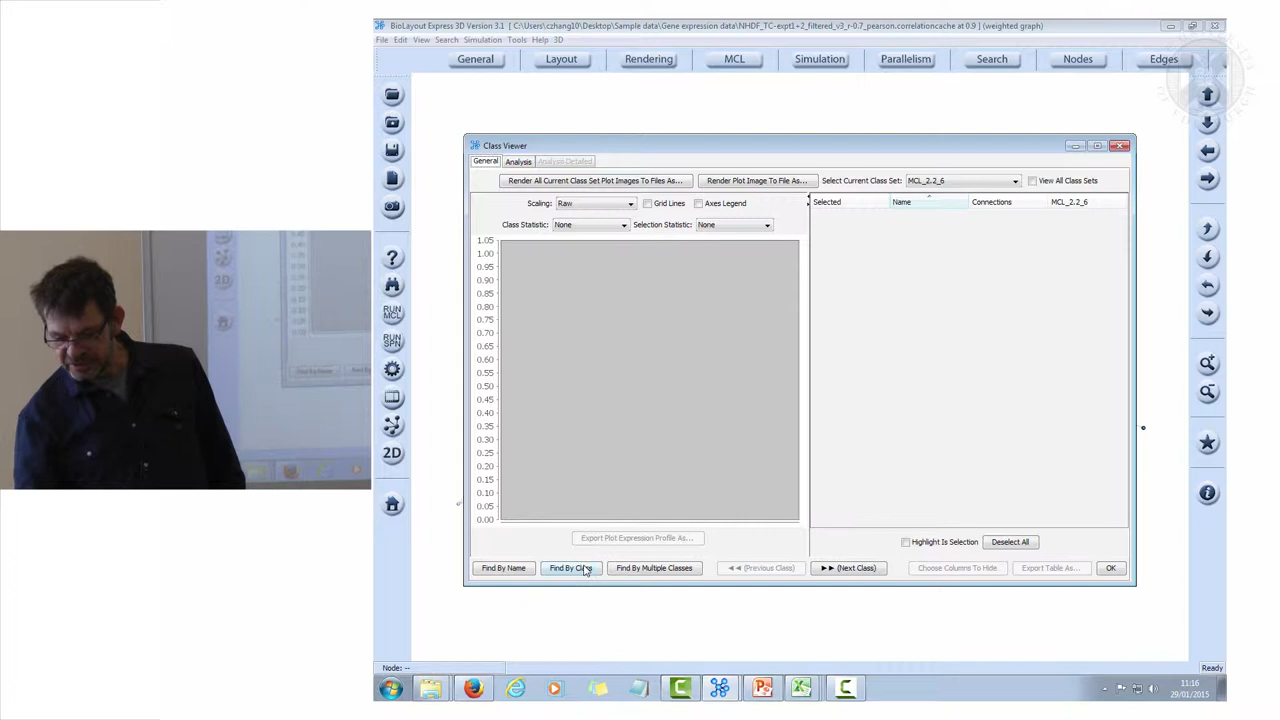 BioLayout Express 3D Version 3.1 [ C:\Users\czhang10\Desktop\Sample data\Gene expression data\NHDF_TC-expt1+2_filtered_v3_r-0.7_pearson.correlationcache at 0.9 ] (weighted graph)
File Edit View Search Simulation Tools Help 3D
General Layout Rendering MCL Simulation Parallelism Search Nodes Edges
Class Viewer
General Analysis Analysis Detailed
Render All Current Class Set Plot Images To Files As... Render Plot Image To File As... Select Current Class Set: MCL_2.2_6 View All Class Sets
Scaling: Raw Grid Lines Axes Legend
Selected Name Connections MCL_2.2_6
Class Statistic: None Selection Statistic: None
1.05
1.00
0.95
0.90
0.85
0.80
0.75
0.70
0.65
0.60
0.55
0.50
0.45
0.40
0.35
0.30
0.25
0.20
0.15
0.10
0.05
0.00
?
RUN
MCL
RUN
SPN
2D
Export Plot Expression Profile As...
Highlight Is Selection Deselect All
Find By Name Find By Class Find By Multiple Classes (Previous Class) (Next Class) Choose Columns To Hide Export Table As... OK
Node: --
Ready
11:16
29/01/2015
2D